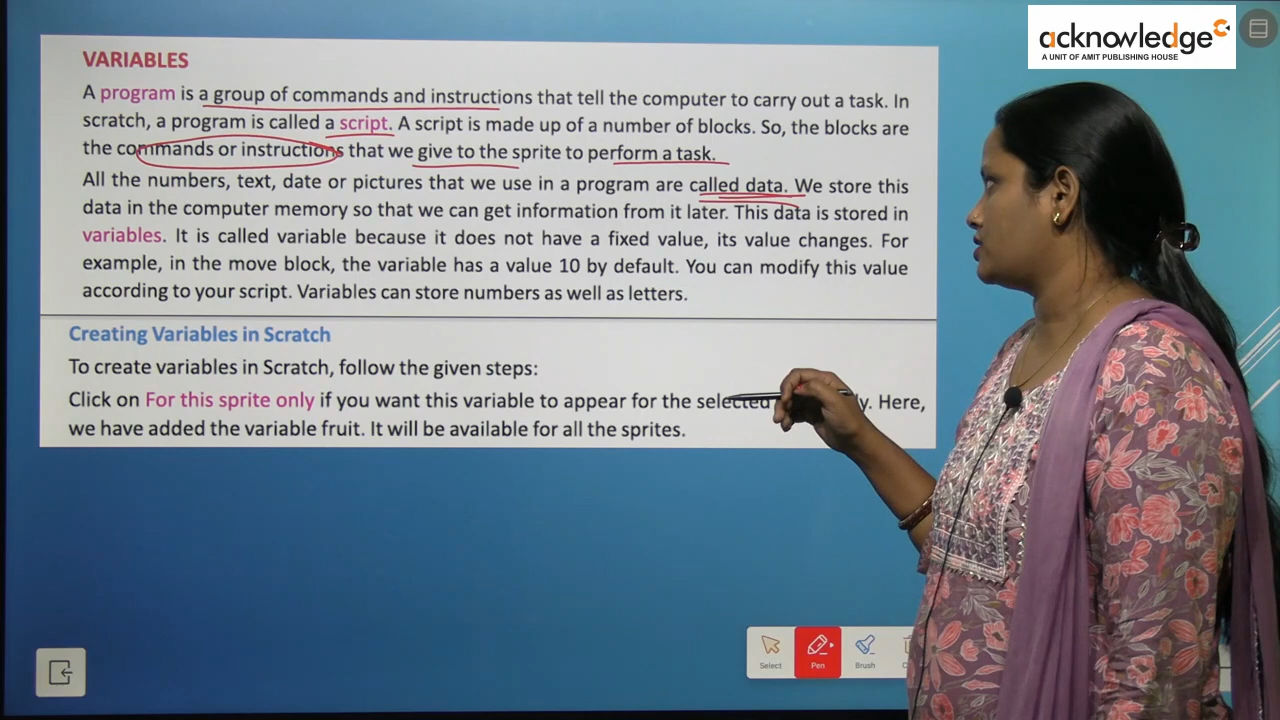 acknowledge
A UNIT OF AMIT PUBLISHING HOUSE
VARIABLES
A program is a group of commands and instructions that tell the computer to carry out a task. In
scratch, a program is called a script. A script is made up of a number of blocks. So, the blocks are
the commands or instructions that we give to the sprite to perform a task.
All the numbers, text, date or pictures that we use in a program are called data. We store this
data in the computer memory so that we can get information from it later. This data is stored in
variables. It is called variable because it does not have a fixed value, its value changes. For
example, in the move block, the variable has a value 10 by default. You can modify this value
according to your script. Variables can store numbers as well as letters.
Creating Variables in Scratch
To create variables in Scratch, follow the given steps:
Click on For this sprite only if you want this variable to appear for the selected Here,
we have added the variable fruit. It will be available for all the sprites.
Select Pen Brush